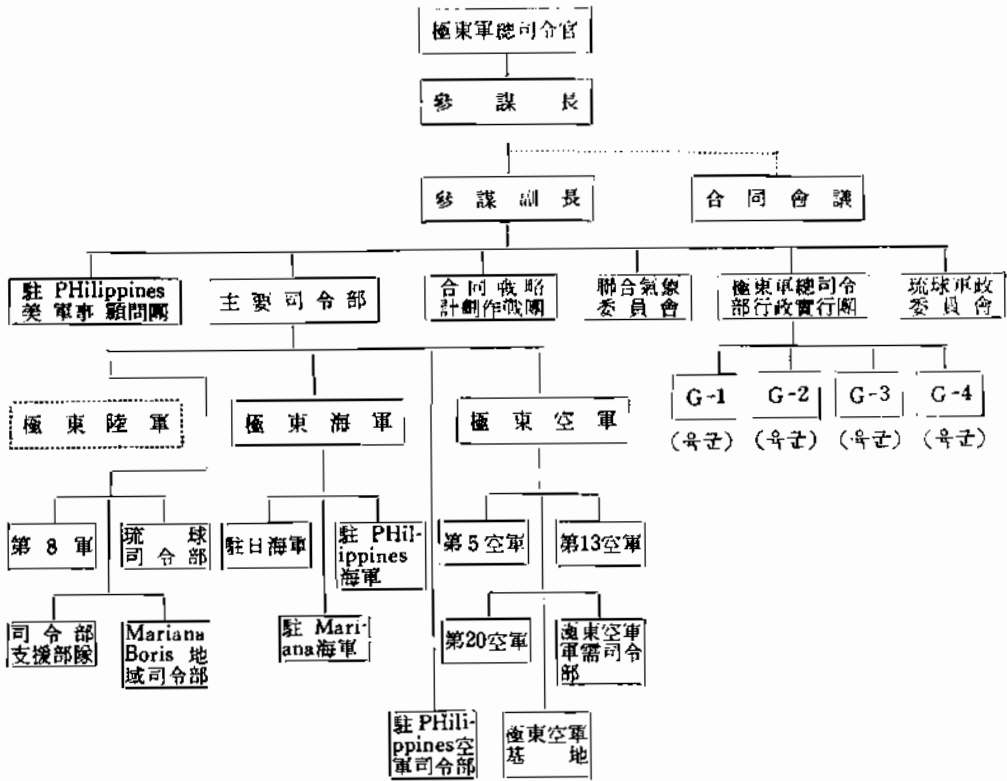 極東軍總司令官
參謀長
參謀副長
合同會議
駐 PHilippines
美軍事顧問團
主要司令部
合同戰略
計劃作戰團
聯合氣象
委員會
極東軍總司令
部行政實行團
琉球軍政
委員會
G-1
G-2
G-3
G-4
(육군)
(육군)
(육군)
(육군)
極東陸軍
極東海軍
極東空軍
第8軍
琉球
司令部
駐日海軍
駐 PHil-
ippines
海軍
第5空軍
第13空軍
司令部
支援部隊
Mariana
Boris 地
域司令部
駐 Mari-
ana海軍
第20空軍
極東空軍
軍需司令
部
駐 PHili-
ppines空
軍司令部
極東空軍
基地